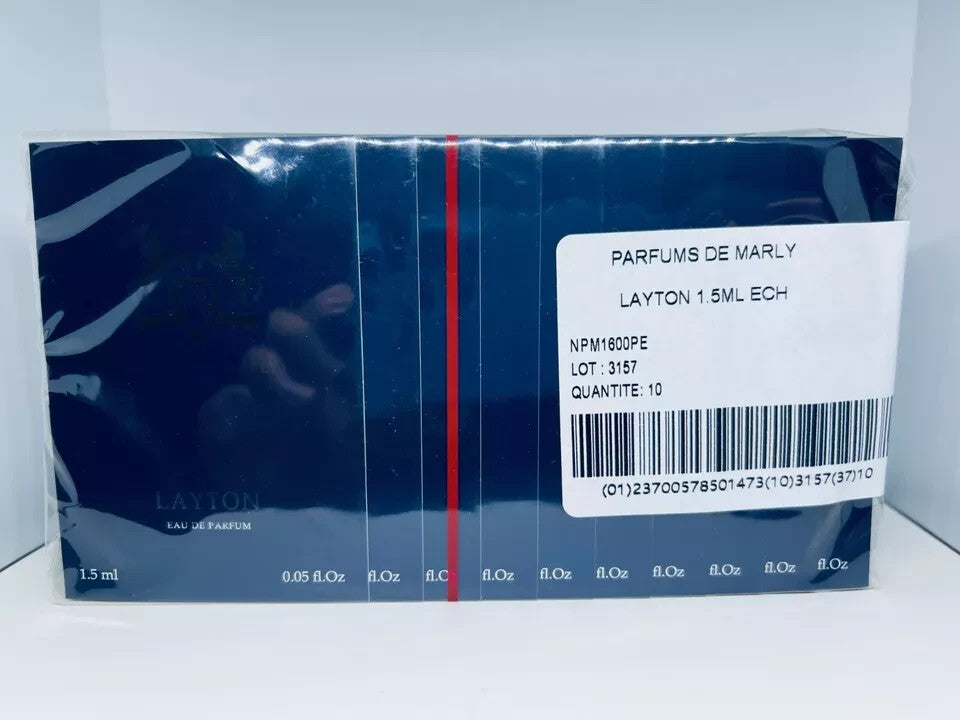 PARFUMS DE MARLY
LAYTON 1.5ML ECH
NPM1600PE
LOT : 3157
QUANTITE: 10
(01)23700578501473(10)3157(37)10
LAYTON
EAU DE PARFUM
1.5 ml
0.05 fl.Oz fl.Oz fl.O fl.Oz fl.Oz fl.Oz fl.Oz fl.Oz fl.Oz fl.Oz